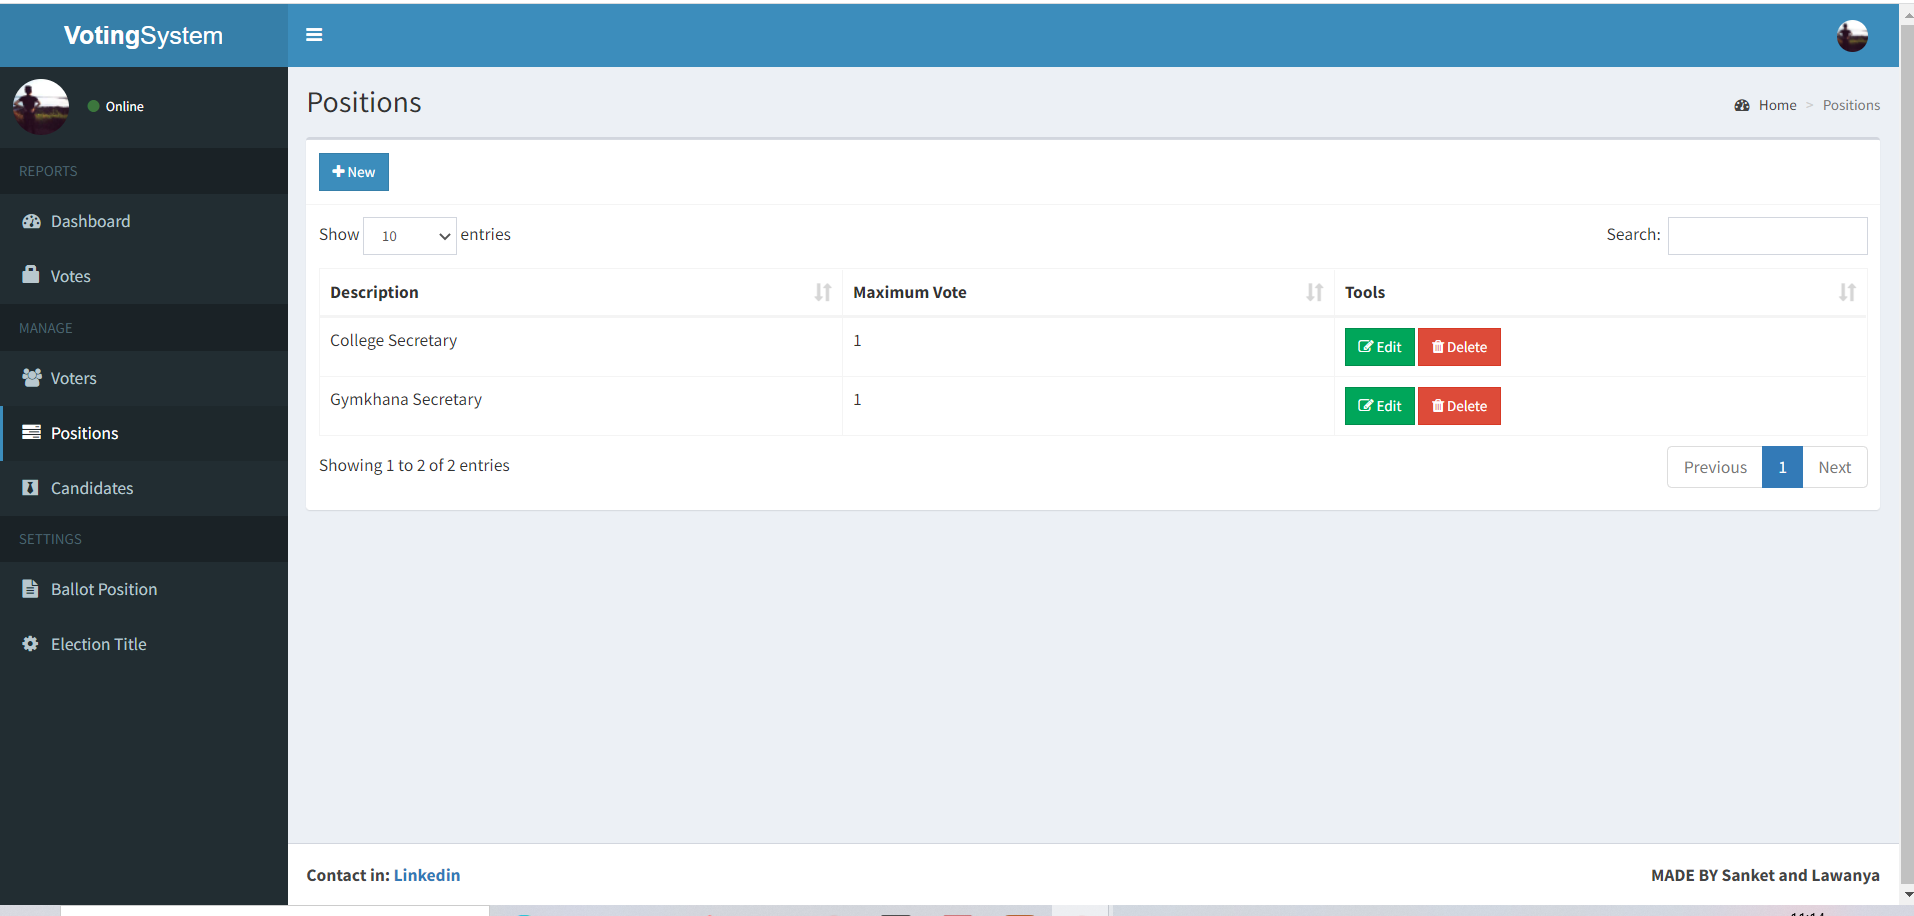 VotingSystem
Online
REPORTS
Dashboard
Votes
MANAGE
Voters
Positions
Candidates
SETTINGS
Ballot Position
Election Title
Positions
Home > Positions
New
Show 10 entries
Search:
Description Maximum Vote Tools
College Secretary 1 Edit Delete
Gymkhana Secretary 1 Edit Delete
Showing 1 to 2 of 2 entries
Previous 1 Next
Contact in: Linkedin
MADE BY Sanket and Lawanya